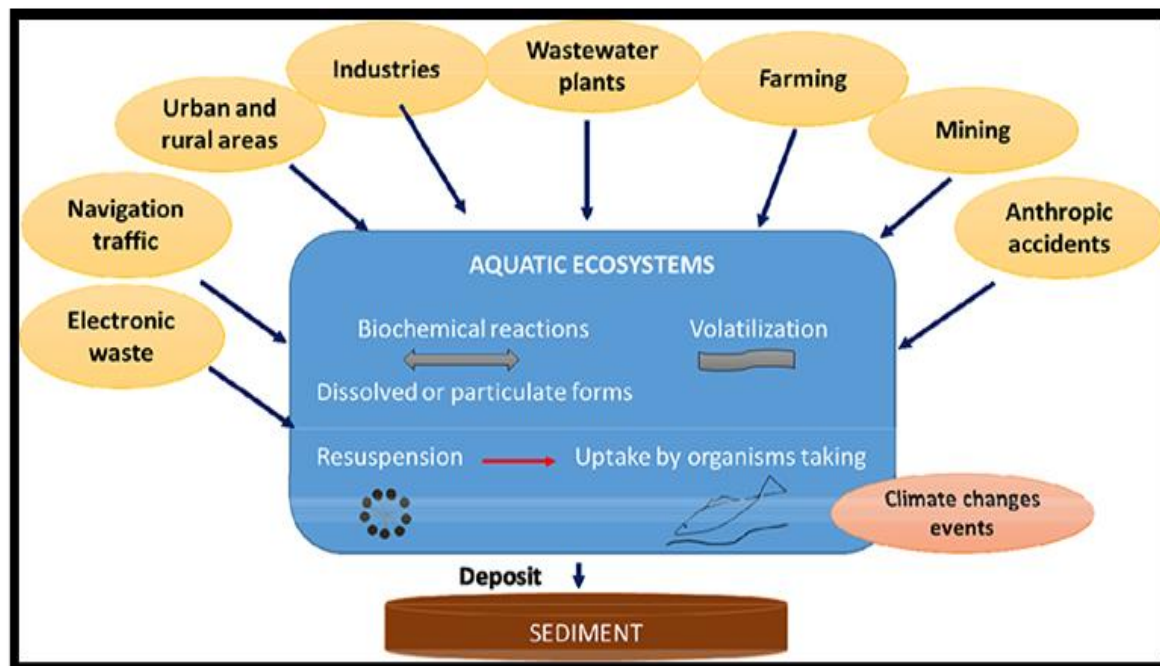 Wastewater
plants
Industries
Farming
Urban and
rural areas
Mining
Navigation
traffic
Anthropic
accidents
Electronic
waste
AQUATIC ECOSYSTEMS
Biochemical reactions
Volatilization
Dissolved or particulate forms
Resuspension
Uptake by organisms taking
Climate changes
events
Deposit
SEDIMENT